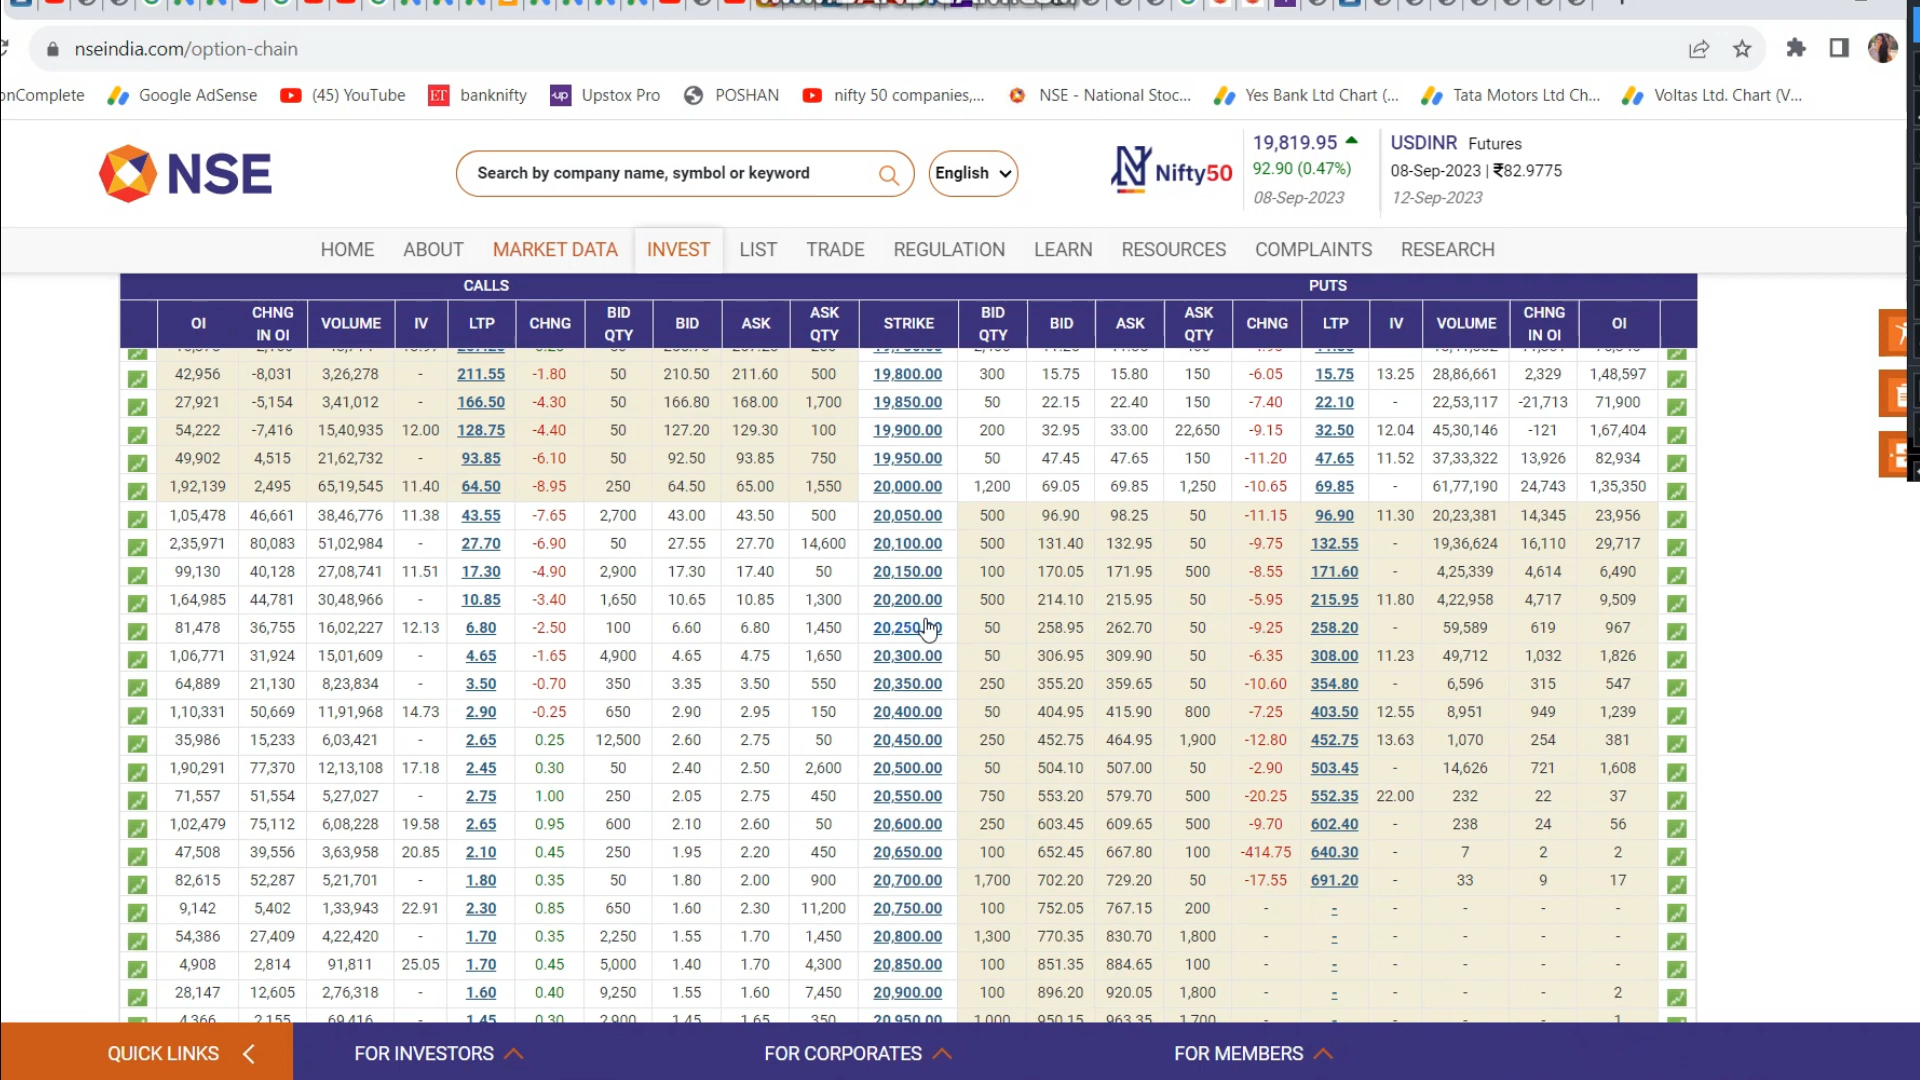 nseindia.com/option-chain
onComplete Google AdSense (45) YouTube ET banknifty up Upstox Pro POSHAN nifty 50 companies,... NSE - National Stoc... Yes Bank Ltd Chart (... Tata Motors Ltd Ch... Voltas Ltd. Chart (V...
NSE
Search by company name, symbol or keyword
English
Nifty50
19,819.95
92.90 (0.47%)
08-Sep-2023
USDINR Futures
08-Sep-2023 | ₹82.9775
12-Sep-2023
HOME ABOUT MARKET DATA INVEST LIST TRADE REGULATION LEARN RESOURCES COMPLAINTS RESEARCH
CALLS PUTS
OI CHNG IN OI VOLUME IV LTP CHNG BID QTY BID ASK ASK QTY STRIKE BID QTY BID ASK ASK QTY CHNG LTP IV VOLUME CHNG IN OI OI
42,956 -8,031 3,26,278 - 211.55 -1.80 50 210.50 211.60 500 19,800.00 300 15.75 15.80 150 -6.05 15.75 13.25 28,86,661 2,329 1,48,597
27,921 -5,154 3,41,012 - 166.50 -4.30 50 166.80 168.00 1,700 19,850.00 50 22.15 22.40 150 -7.40 22.10 - 22,53,117 -21,713 71,900
54,222 -7,416 15,40,935 12.00 128.75 -4.40 50 127.20 129.30 100 19,900.00 200 32.95 33.00 22,650 -9.15 32.50 12.04 45,30,146 -121 1,67,404
49,902 4,515 21,62,732 - 93.85 -6.10 50 92.50 93.85 750 19,950.00 50 47.45 47.65 150 -11.20 47.65 11.52 37,33,322 13,926 82,934
1,92,139 2,495 65,19,545 11.40 64.50 -8.95 250 64.50 65.00 1,550 20,000.00 1,200 69.05 69.85 1,250 -10.65 69.85 - 61,77,190 24,743 1,35,350
1,05,478 46,661 38,46,776 11.38 43.55 -7.65 2,700 43.00 43.50 500 20,050.00 500 96.90 98.25 50 -11.15 96.90 11.30 20,23,381 14,345 23,956
2,35,971 80,083 51,02,984 - 27.70 -6.90 50 27.55 27.70 14,600 20,100.00 500 131.40 132.95 50 -9.75 132.55 - 19,36,624 16,110 29,717
99,130 40,128 27,08,741 11.51 17.30 -4.90 2,900 17.30 17.40 50 20,150.00 100 170.05 171.95 500 -8.55 171.60 - 4,25,339 4,614 6,490
1,64,985 44,781 30,48,966 - 10.85 -3.40 1,650 10.65 10.85 1,300 20,200.00 500 214.10 215.95 50 -5.95 215.95 11.80 4,22,958 4,717 9,509
81,478 36,755 16,02,227 12.13 6.80 -2.50 100 6.60 6.80 1,450 20,250.00 50 258.95 262.70 50 -9.25 258.20 - 59,589 619 967
1,06,771 31,924 15,01,609 - 4.65 -1.65 4,900 4.65 4.75 1,650 20,300.00 50 306.95 309.90 50 -6.35 308.00 11.23 49,712 1,032 1,826
64,889 21,130 8,23,834 - 3.50 -0.70 350 3.35 3.50 550 20,350.00 250 355.20 359.65 50 -10.60 354.80 - 6,596 315 547
1,10,331 50,669 11,91,968 14.73 2.90 -0.25 650 2.90 2.95 150 20,400.00 50 404.95 415.90 800 -7.25 403.50 12.55 8,951 949 1,239
35,986 15,233 6,03,421 - 2.65 0.25 12,500 2.60 2.75 50 20,450.00 250 452.75 464.95 1,900 -12.80 452.75 13.63 1,070 254 381
1,90,291 77,370 12,13,108 17.18 2.45 0.30 50 2.40 2.50 2,600 20,500.00 50 504.10 507.00 50 -2.90 503.45 - 14,626 721 1,608
71,557 51,554 5,27,027 - 2.75 1.00 250 2.05 2.75 450 20,550.00 750 553.20 579.70 500 -20.25 552.35 22.00 232 22 37
1,02,479 75,112 6,08,228 19.58 2.65 0.95 600 2.10 2.60 50 20,600.00 250 603.45 609.65 500 -9.70 602.40 - 238 24 56
47,508 39,556 3,63,958 20.85 2.10 0.45 250 1.95 2.20 450 20,650.00 100 652.45 667.80 100 -414.75 640.30 - 7 2 2
82,615 52,287 5,21,701 - 1.80 0.35 50 1.80 2.00 900 20,700.00 1,700 702.20 729.20 50 -17.55 691.20 - 33 9 17
9,142 5,402 1,33,943 22.91 2.30 0.85 650 1.60 2.30 11,200 20,750.00 100 752.05 767.15 200 - - - - - -
54,386 27,409 4,22,420 - 1.70 0.35 2,250 1.55 1.70 1,450 20,800.00 1,300 770.35 830.70 1,800 - - - - - -
4,908 2,814 91,811 25.05 1.70 0.45 5,000 1.40 1.70 4,300 20,850.00 100 851.35 884.65 100 - - - - - -
28,147 12,605 2,76,318 - 1.60 0.40 9,250 1.55 1.60 7,450 20,900.00 100 896.20 920.05 1,800 - - - - - 2
4,366 2,155 69,416 - 1.45 0.30 2,900 1.45 1.65 350 20,950.00 1,000 950.15 963.35 1,700 - - - - - 1
QUICK LINKS FOR INVESTORS FOR CORPORATES FOR MEMBERS